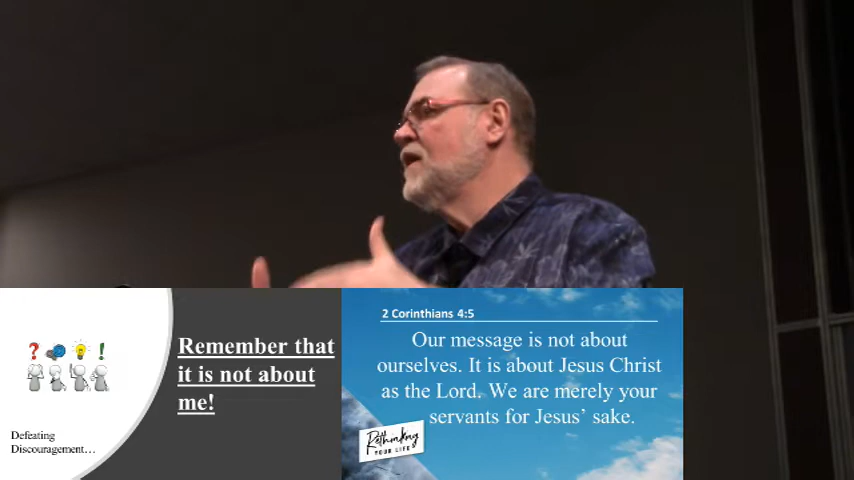 ? !
Defeating
Discouragement…
Remember that
it is not about
me!
2 Corinthians 4:5
Our message is not about
ourselves. It is about Jesus Christ
as the Lord. We are merely your
servants for Jesus’ sake.
Rethinking
YOUR LIFE